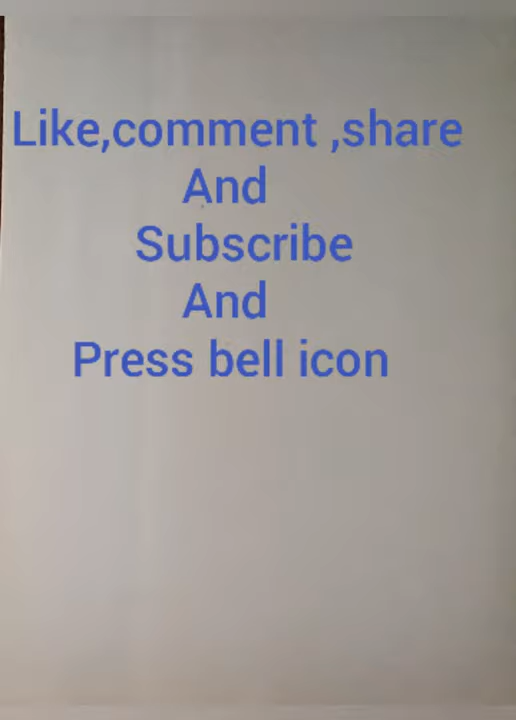 Like,comment ,share
And
Subscribe
And
Press bell icon